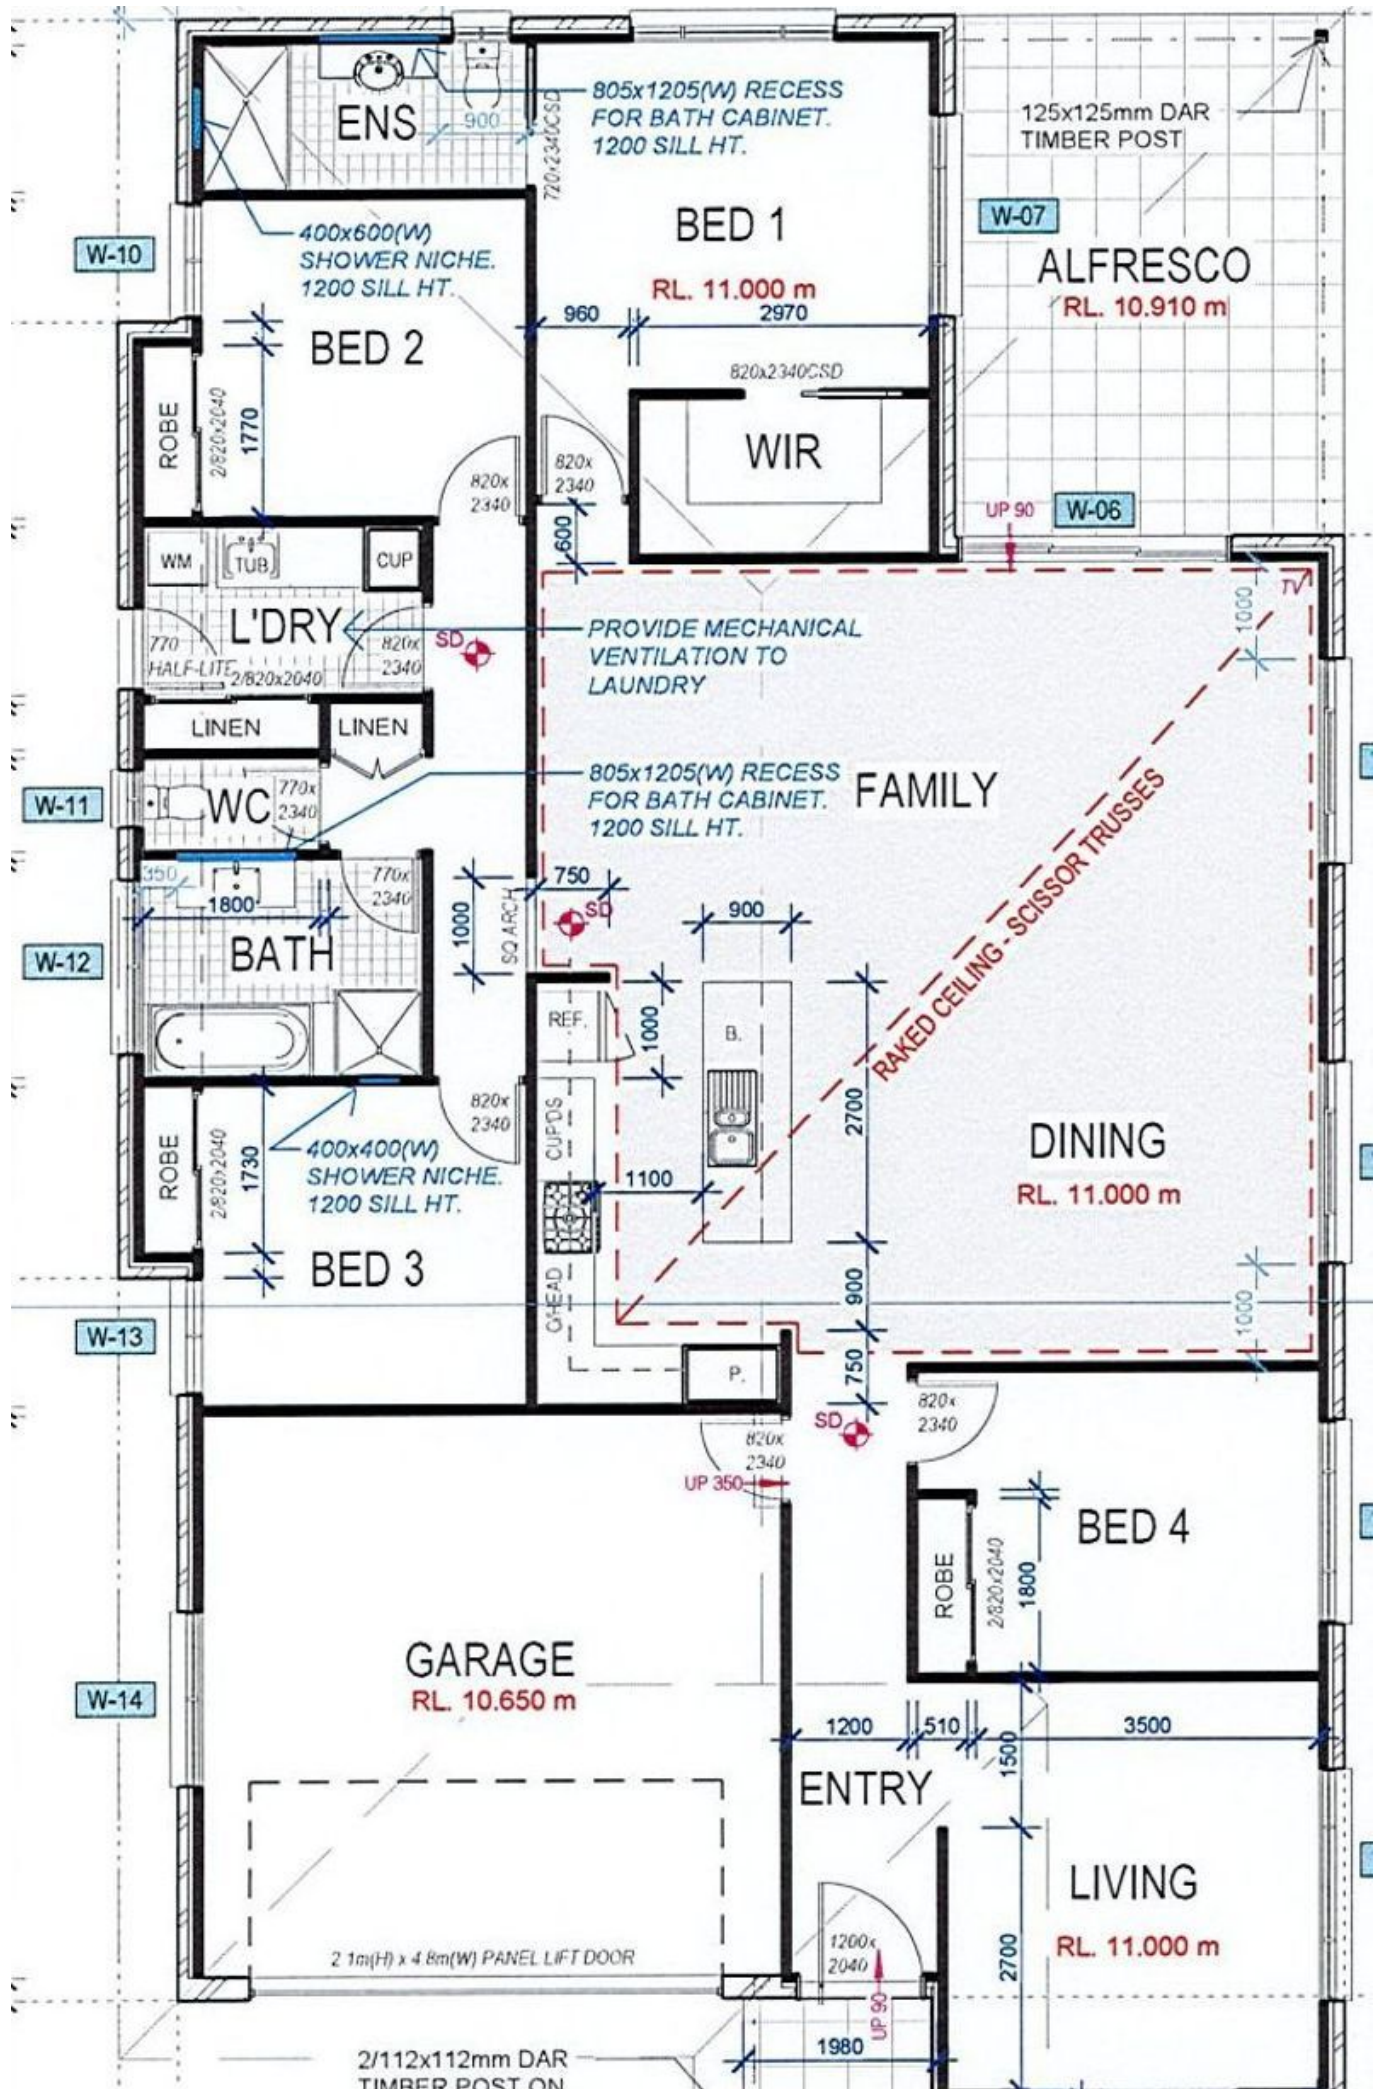 ENS
900
720x2340CSD
805x1205(W) RECESS
FOR BATH CABINET.
1200 SILL HT.
125x125mm DAR
TIMBER POST
W-10
400x600(W)
SHOWER NICHE.
1200 SILL HT.
BED 1
RL. 11.000 m
W-07
ALFRESCO
RL. 10.910 m
960
2970
BED 2
820x2340CSD
ROBE
2/820x2040
1770
WIR
820x
2340
820x
2340
600
UP 90
W-06
WM
TUB
CUP
TV
1000
L'DRY
770
HALF-LITE
2/820x2040
820x
2340
SD
PROVIDE MECHANICAL
VENTILATION TO
LAUNDRY
LINEN
LINEN
W-11
WC
770x
2340
805x1205(W) RECESS
FOR BATH CABINET.
1200 SILL HT.
FAMILY
RAKED CEILING - SCISSOR TRUSSES
350
1800
770x
2340
1000
SQ ARCH
750
SD
900
W-12
BATH
REF.
1000
B.
2700
ROBE
2/820x2040
1730
820x
2340
400x400(W)
SHOWER NICHE.
1200 SILL HT.
CUP'DS
1100
DINING
RL. 11.000 m
BED 3
O/HEAD
900
1000
W-13
P.
750
820x
2340
SD
820x
2340
UP 350
BED 4
ROBE
2/820x2040
1800
GARAGE
RL. 10.650 m
W-14
1200
510
3500
1500
ENTRY
LIVING
RL. 11.000 m
2700
2.1m(H) x 4.8m(W) PANEL LIFT DOOR
1200x
2040
UP 90
1980
2/112x112mm DAR
TIMBER POST ON